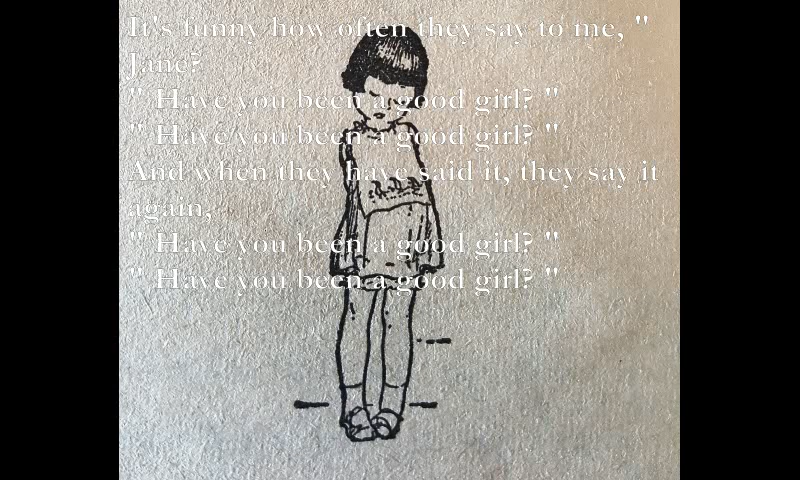 It's funny how often they say to me, "
Jane?
" Have you been a good girl? "
" Have you been a good girl? "
And when they have said it, they say it
again,
" Have you been a good girl? "
" Have you been a good girl? "